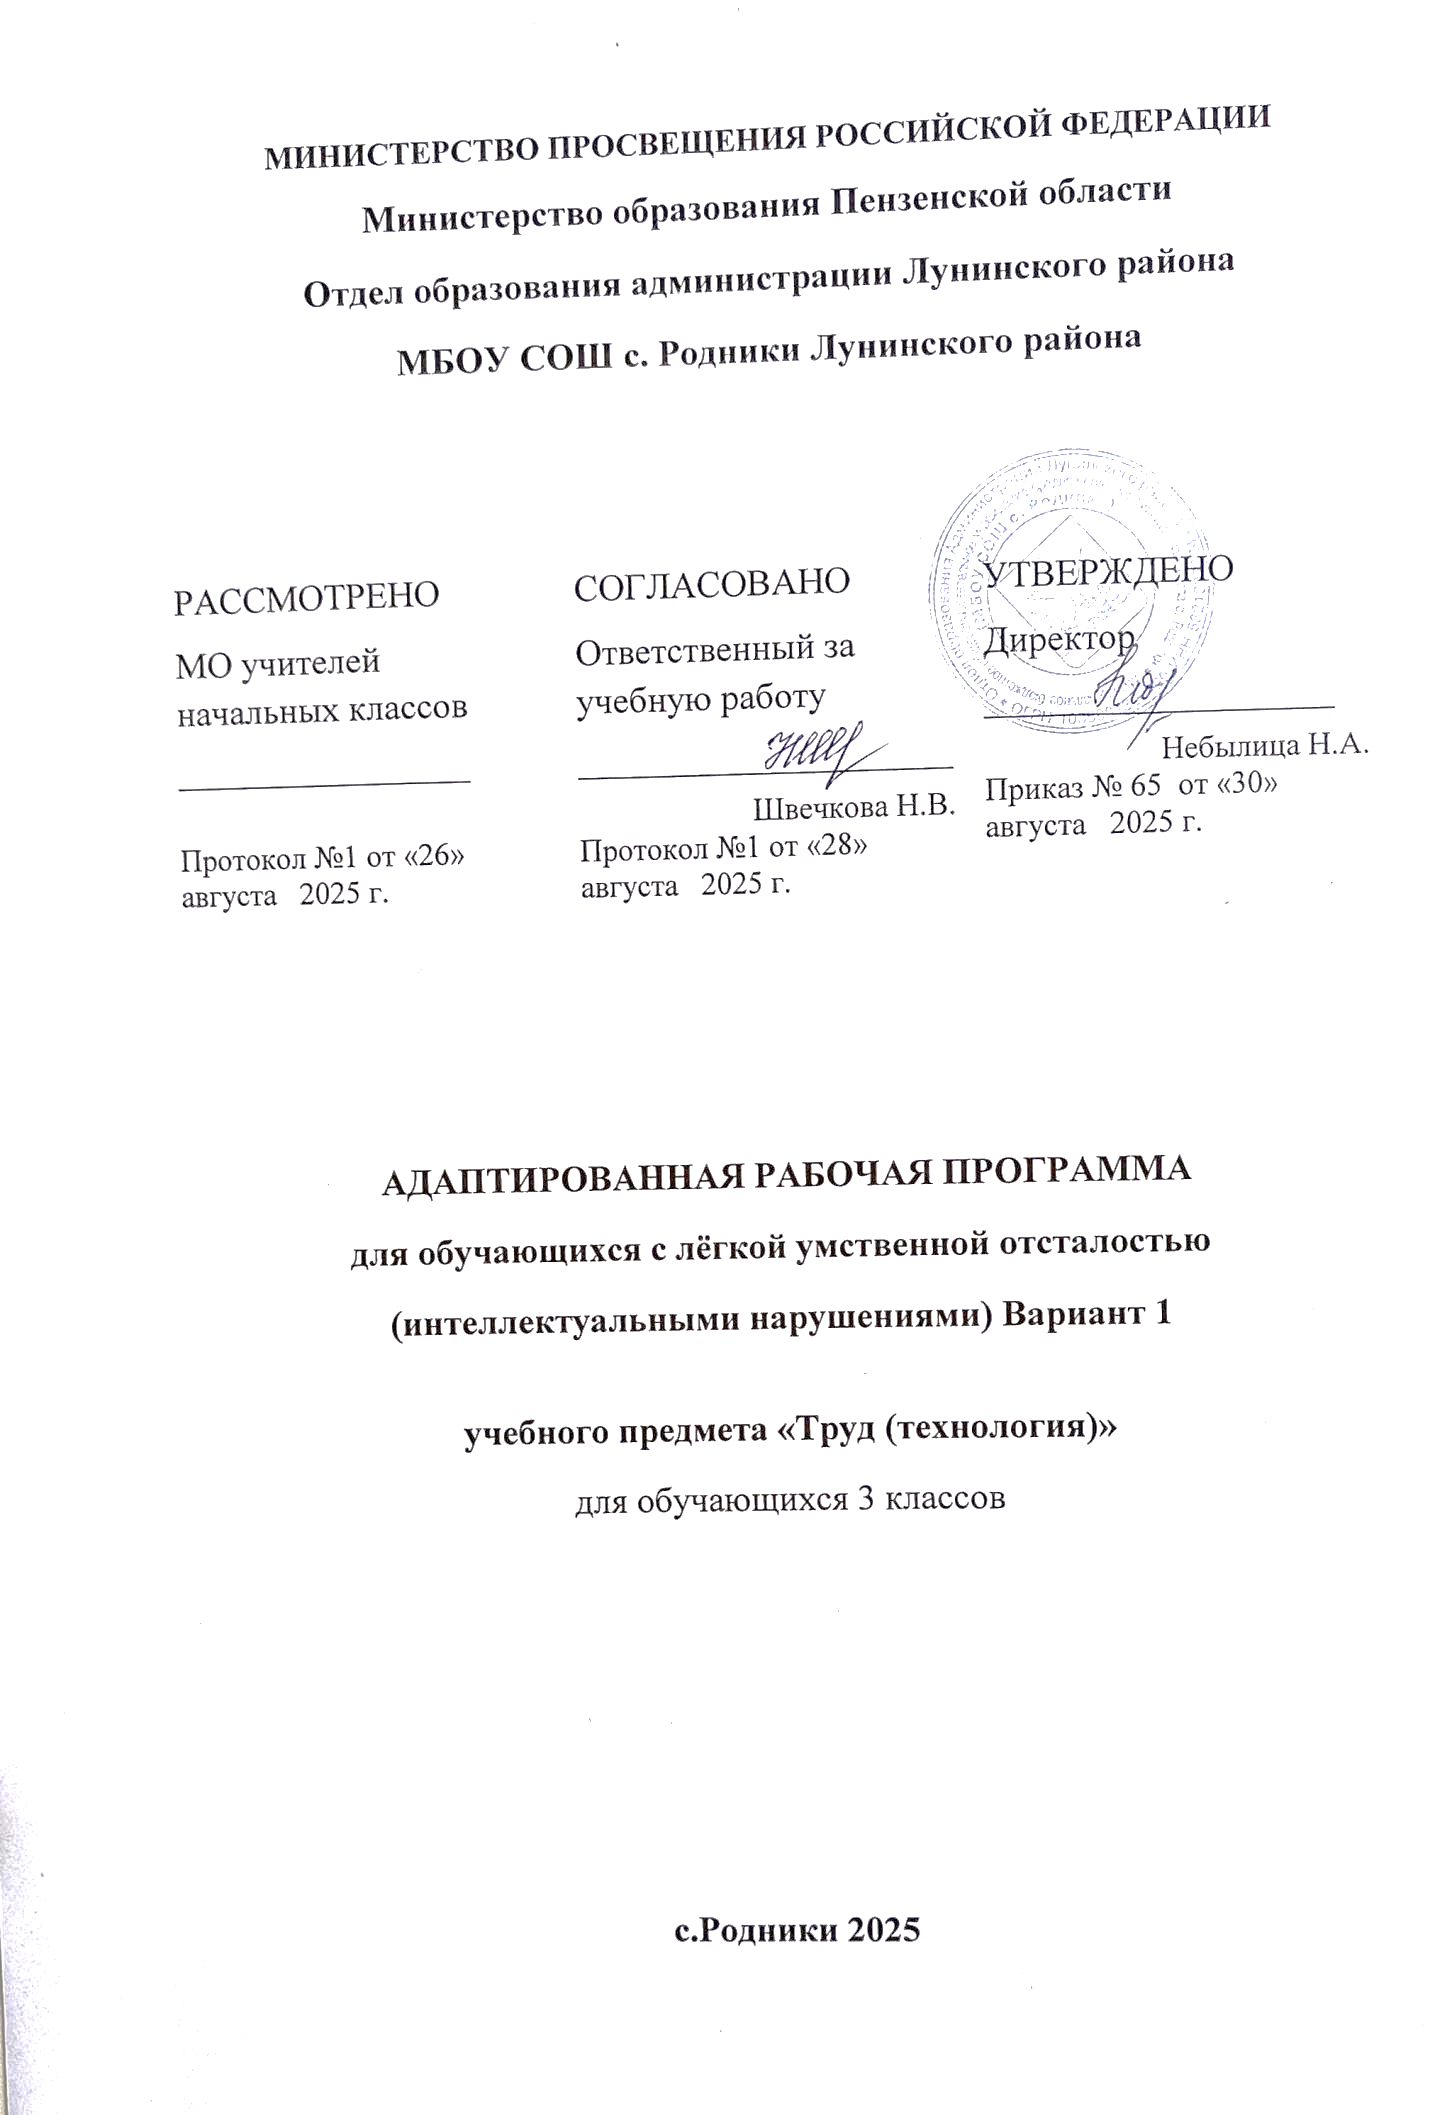 МИНИСТЕРСТВО ПРОСВЕЩЕНИЯ РОССИЙСКОЙ ФЕДЕРАЦИИ
Министерство образования Пензенской области
Отдел образования администрации Лунинского района
МБОУ СОШ с. Родники Лунинского района
РАССМОТРЕНО
МО учителей
начальных классов
Протокол №1 от «26»
августа 2025 г.
СОГЛАСОВАНО
Ответственный за
учебную работу
Швечкова Н.В.
Протокол №1 от «28»
августа 2025 г.
УТВЕРЖДЕНО
Директор
Небылица Н.А.
Приказ № 65 от «30»
августа 2025 г.
АДАПТИРОВАННАЯ РАБОЧАЯ ПРОГРАММА
для обучающихся с лёгкой умственной отсталостью
(интеллектуальными нарушениями) Вариант 1
учебного предмета «Труд (технология)»
для обучающихся 3 классов
с.Родники 2025